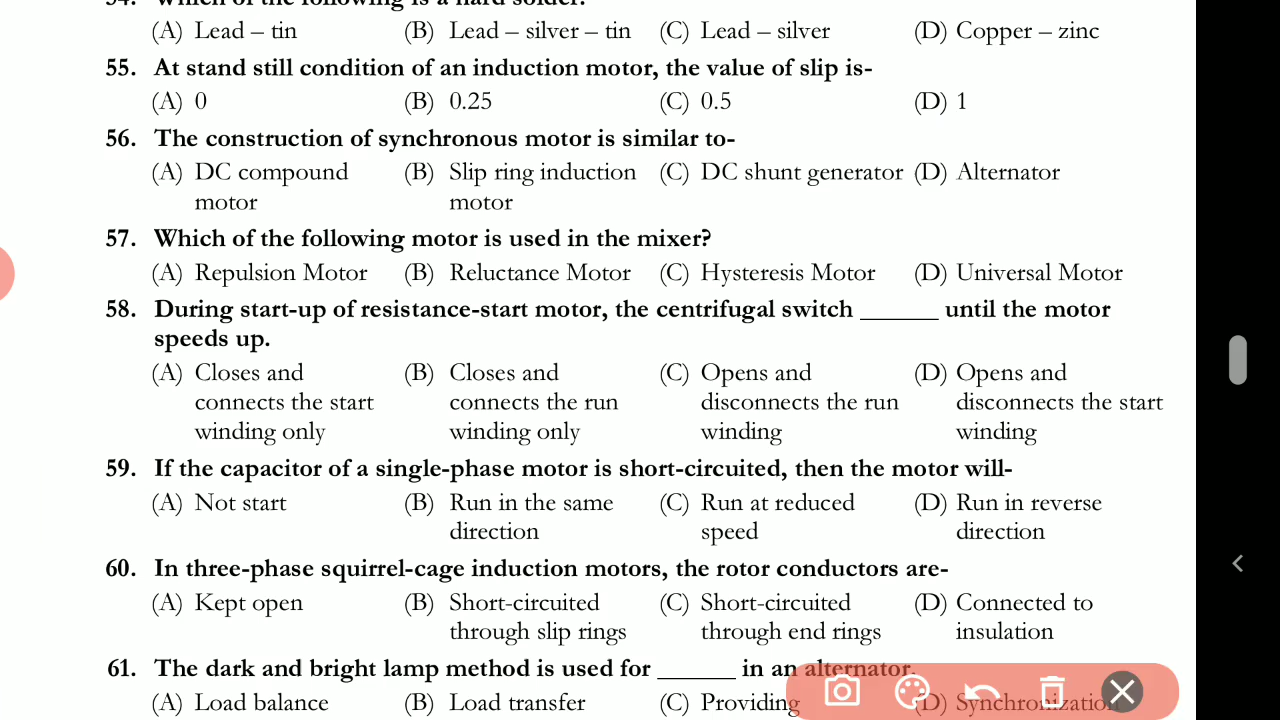 54. Which of the following is a hard solder?
(A) Lead – tin (B) Lead – silver – tin (C) Lead – silver (D) Copper – zinc
55. At stand still condition of an induction motor, the value of slip is-
(A) 0 (B) 0.25 (C) 0.5 (D) 1
56. The construction of synchronous motor is similar to-
(A) DC compound (B) Slip ring induction (C) DC shunt generator (D) Alternator
motor motor
57. Which of the following motor is used in the mixer?
(A) Repulsion Motor (B) Reluctance Motor (C) Hysteresis Motor (D) Universal Motor
58. During start-up of resistance-start motor, the centrifugal switch ______ until the motor
speeds up.
(A) Closes and (B) Closes and (C) Opens and (D) Opens and
connects the start connects the run disconnects the run disconnects the start
winding only winding only winding winding
59. If the capacitor of a single-phase motor is short-circuited, then the motor will-
(A) Not start (B) Run in the same (C) Run at reduced (D) Run in reverse
direction speed direction
60. In three-phase squirrel-cage induction motors, the rotor conductors are-
(A) Kept open (B) Short-circuited (C) Short-circuited (D) Connected to
through slip rings through end rings insulation
61. The dark and bright lamp method is used for ______ in an alternator.
(A) Load balance (B) Load transfer (C) Providing (D) Synchronization